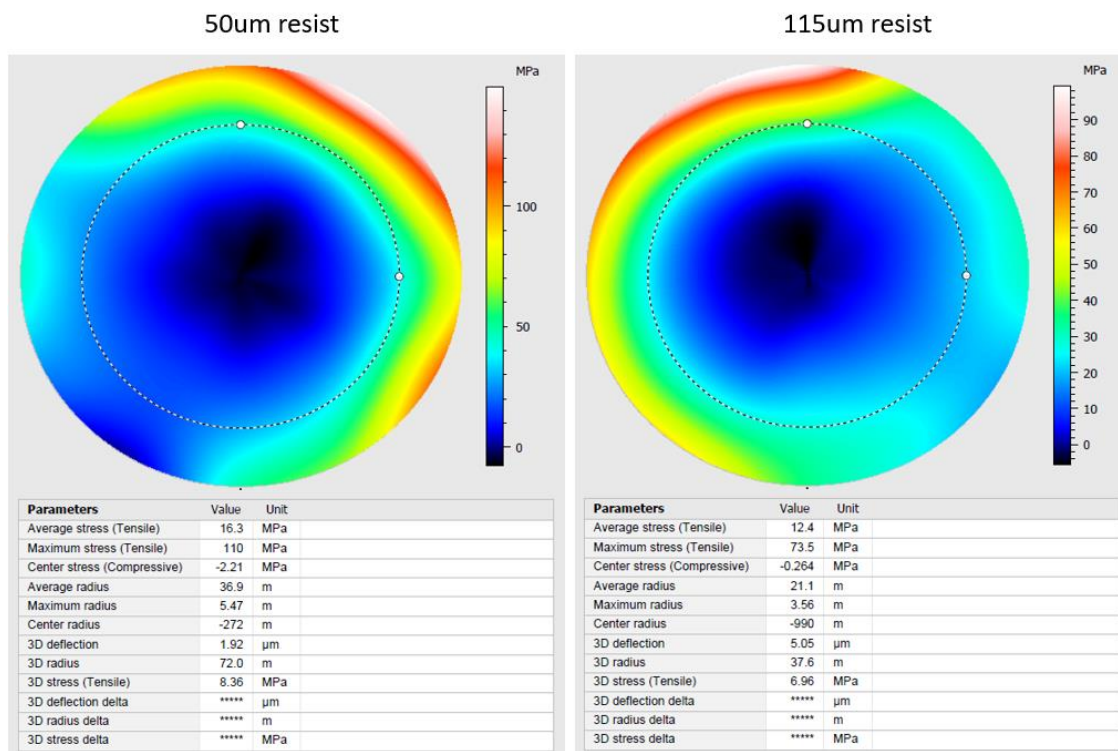 50um resist
115um resist
MPa
100
50
0
Parameters Value Unit
Average stress (Tensile) 16.3 MPa
Maximum stress (Tensile) 110 MPa
Center stress (Compressive) -2.21 MPa
Average radius 36.9 m
Maximum radius 5.47 m
Center radius -272 m
3D deflection 1.92 µm
3D radius 72.0 m
3D stress (Tensile) 8.36 MPa
3D deflection delta ***** µm
3D radius delta ***** m
3D stress delta ***** MPa
MPa
90
80
70
60
50
40
30
20
10
0
Parameters Value Unit
Average stress (Tensile) 12.4 MPa
Maximum stress (Tensile) 73.5 MPa
Center stress (Compressive) -0.264 MPa
Average radius 21.1 m
Maximum radius 3.56 m
Center radius -990 m
3D deflection 5.05 µm
3D radius 37.6 m
3D stress (Tensile) 6.96 MPa
3D deflection delta ***** µm
3D radius delta ***** m
3D stress delta ***** MPa